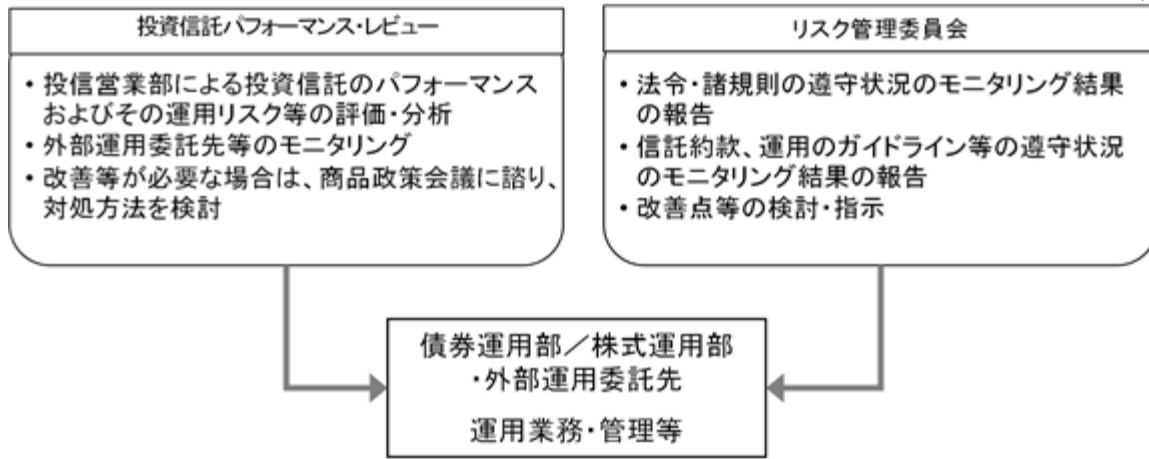 投資信託パフォーマンス・レビュー
・投信営業部による投資信託のパフォーマンス
およびその運用リスク等の評価・分析
・外部運用委託先等のモニタリング
・改善等が必要な場合は、商品政策会議に諮り、
対処方法を検討
リスク管理委員会
・法令・諸規則の遵守状況のモニタリング結果
の報告
・信託約款、運用のガイドライン等の遵守状況
のモニタリング結果の報告
・改善点等の検討・指示
債券運用部／株式運用部
・外部運用委託先
運用業務・管理等